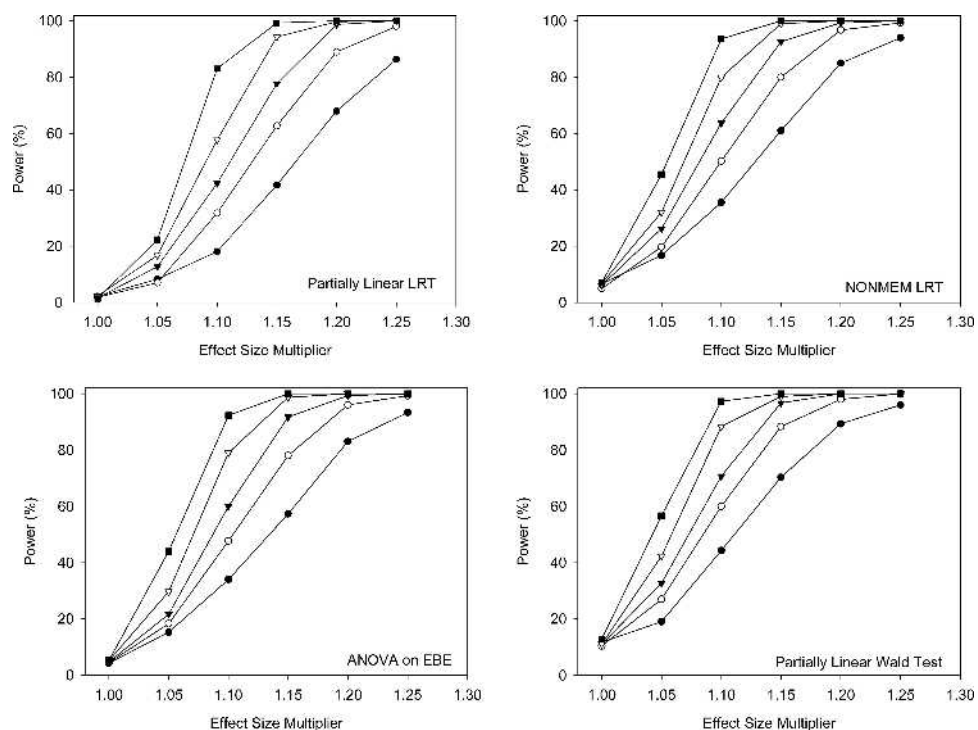 100
80
60
40
20
0
Power (%)
Partially Linear LRT
1.00 1.05 1.10 1.15 1.20 1.25 1.30
Effect Size Multiplier
100
80
60
40
20
0
Power (%)
NONMEM LRT
1.00 1.05 1.10 1.15 1.20 1.25 1.30
Effect Size Multiplier
100
80
60
40
20
0
Power (%)
ANOVA on EBE
1.00 1.05 1.10 1.15 1.20 1.25 1.30
Effect Size Multiplier
100
80
60
40
20
0
Power (%)
Partially Linear Wald Test
1.00 1.05 1.10 1.15 1.20 1.25 1.30
Effect Size Multiplier